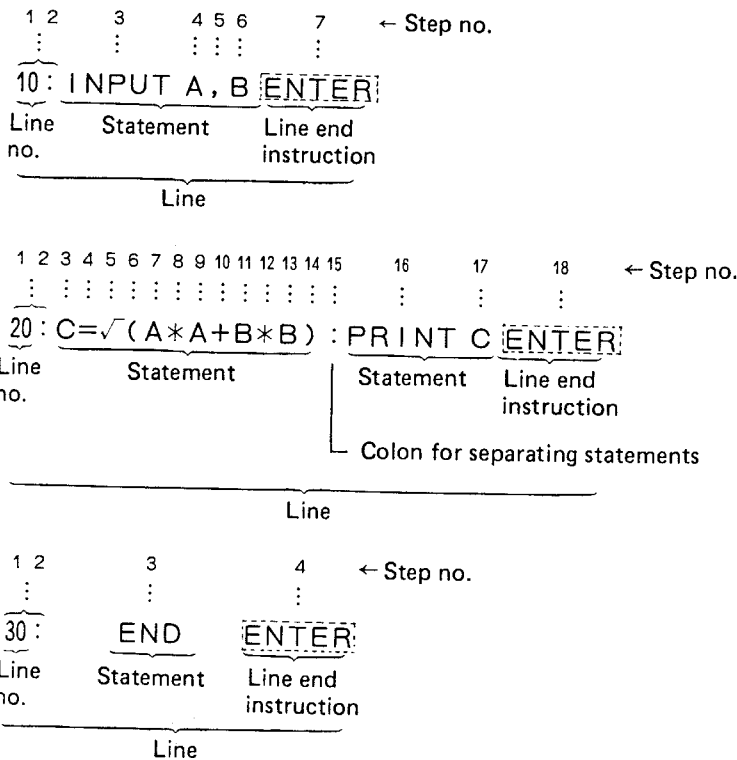 1 2 3 4 5 6 7 ← Step no.
10: INPUT A, B ENTER
Line no. Statement Line end instruction
Line
1 2 3 4 5 6 7 8 9 10 11 12 13 14 15 16 17 18 ← Step no.
20: C=√(A*A+B*B) : PRINT C ENTER
Line no. Statement Statement Line end instruction
Colon for separating statements
Line
1 2 3 4 ← Step no.
30: END ENTER
Line no. Statement Line end instruction
Line